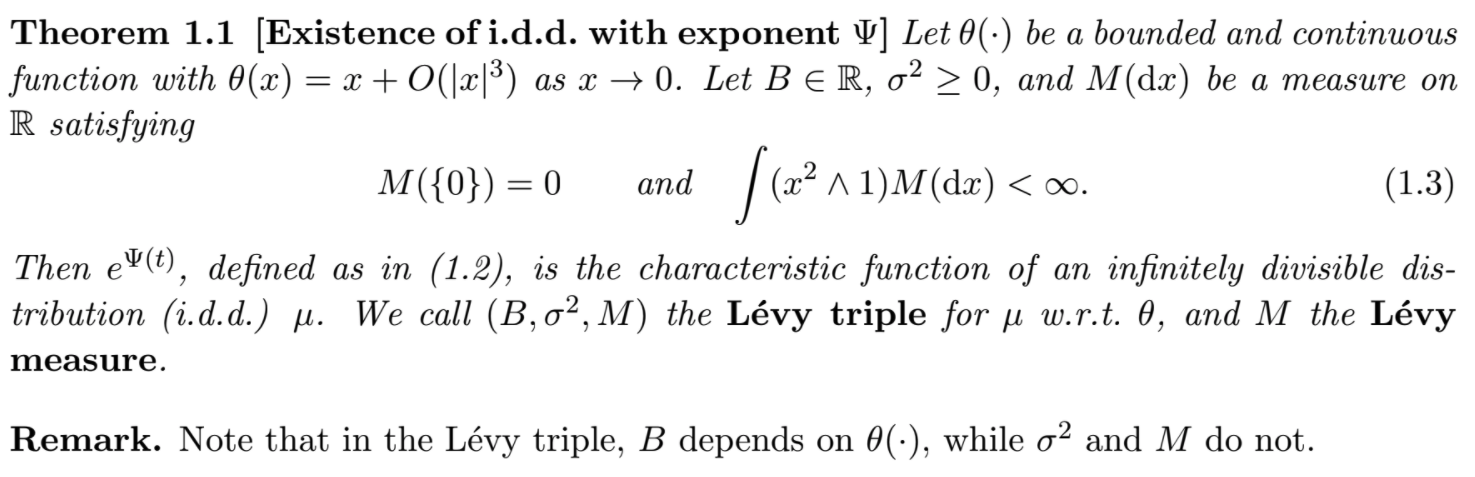 Theorem 1.1 [Existence of i.d.d. with exponent Ψ] Let θ(·) be a bounded and continuous
function with θ(x) = x + O(|x|³) as x → 0. Let B ∈ ℝ, σ² ≥ 0, and M(dx) be a measure on
ℝ satisfying
M({0}) = 0 and ∫(x² ∧ 1)M(dx) < ∞. (1.3)
Then e^{Ψ(t)}, defined as in (1.2), is the characteristic function of an infinitely divisible dis-
tribution (i.d.d.) μ. We call (B, σ², M) the Lévy triple for μ w.r.t. θ, and M the Lévy
measure.
Remark. Note that in the Lévy triple, B depends on θ(·), while σ² and M do not.